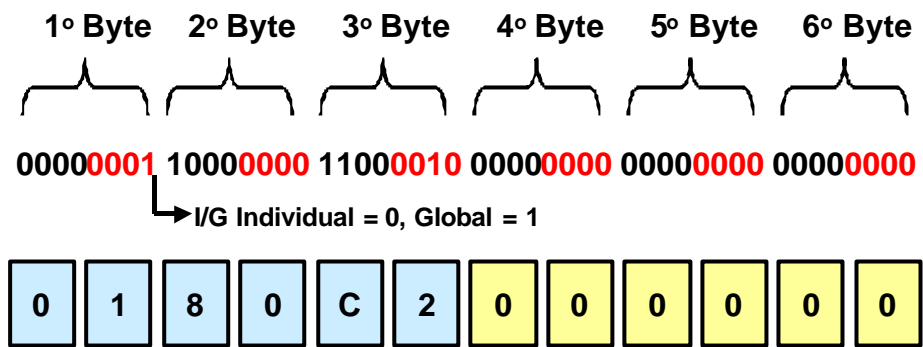 1º Byte 2º Byte 3º Byte 4º Byte 5º Byte 6º Byte
00000001 10000000 11000010 00000000 00000000 00000000
I/G Individual = 0, Global = 1
0 1 8 0 C 2 0 0 0 0 0 0